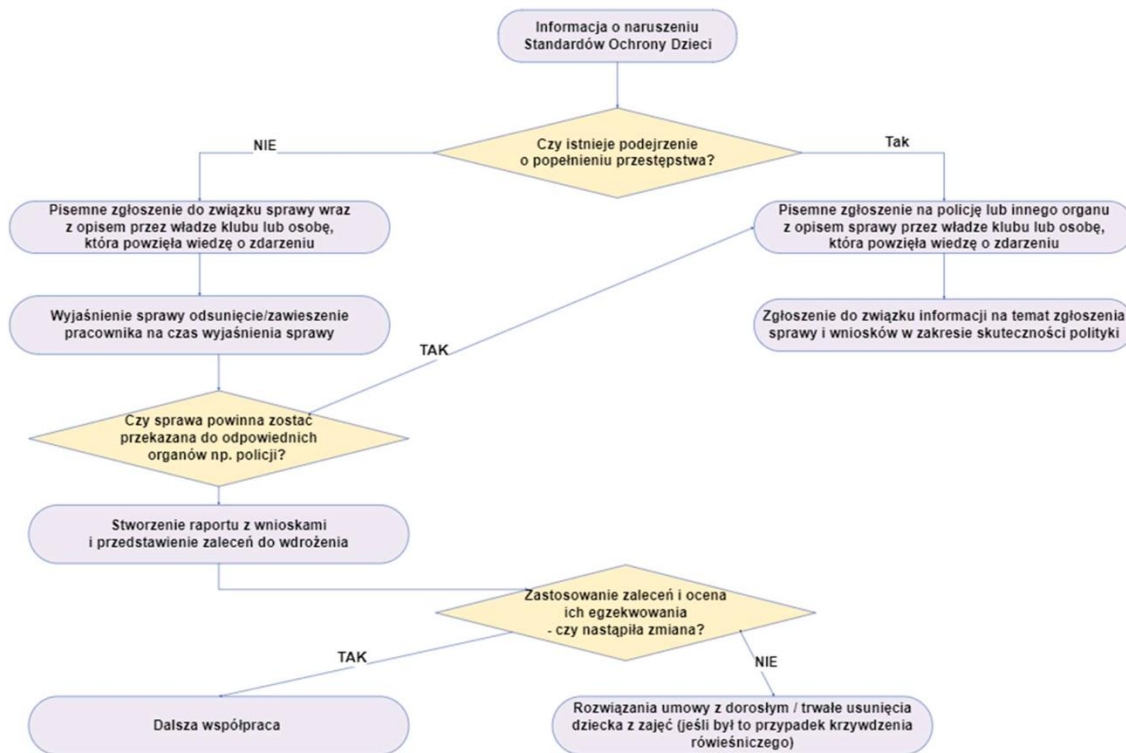 Informacja o naruszeniu
Standardów Ochrony Dzieci
Czy istnieje podejrzenie
o popełnieniu przestępstwa?
NIE
Tak
Pisemne zgłoszenie do związku sprawy wraz
z opisem przez władze klubu lub osobę,
która powzięła wiedzę o zdarzeniu
Pisemne zgłoszenie na policję lub innego organu
z opisem sprawy przez władze klubu lub osobę,
która powzięła wiedzę o zdarzeniu
Wyjaśnienie sprawy odsunięcie/zawieszenie
pracownika na czas wyjaśnienia sprawy
Zgłoszenie do związku informacji na temat zgłoszenia
sprawy i wniosków w zakresie skuteczności polityki
TAK
Czy sprawa powinna zostać
przekazana do odpowiednich
organów np. policji?
Stworzenie raportu z wnioskami
i przedstawienie zaleceń do wdrożenia
Zastosowanie zaleceń i ocena
ich egzekwowania
- czy nastąpiła zmiana?
TAK
NIE
Dalsza współpraca
Rozwiązania umowy z dorosłym / trwałe usunięcia
dziecka z zajęć (jeśli był to przypadek krzywdzenia
rówieśniczego)